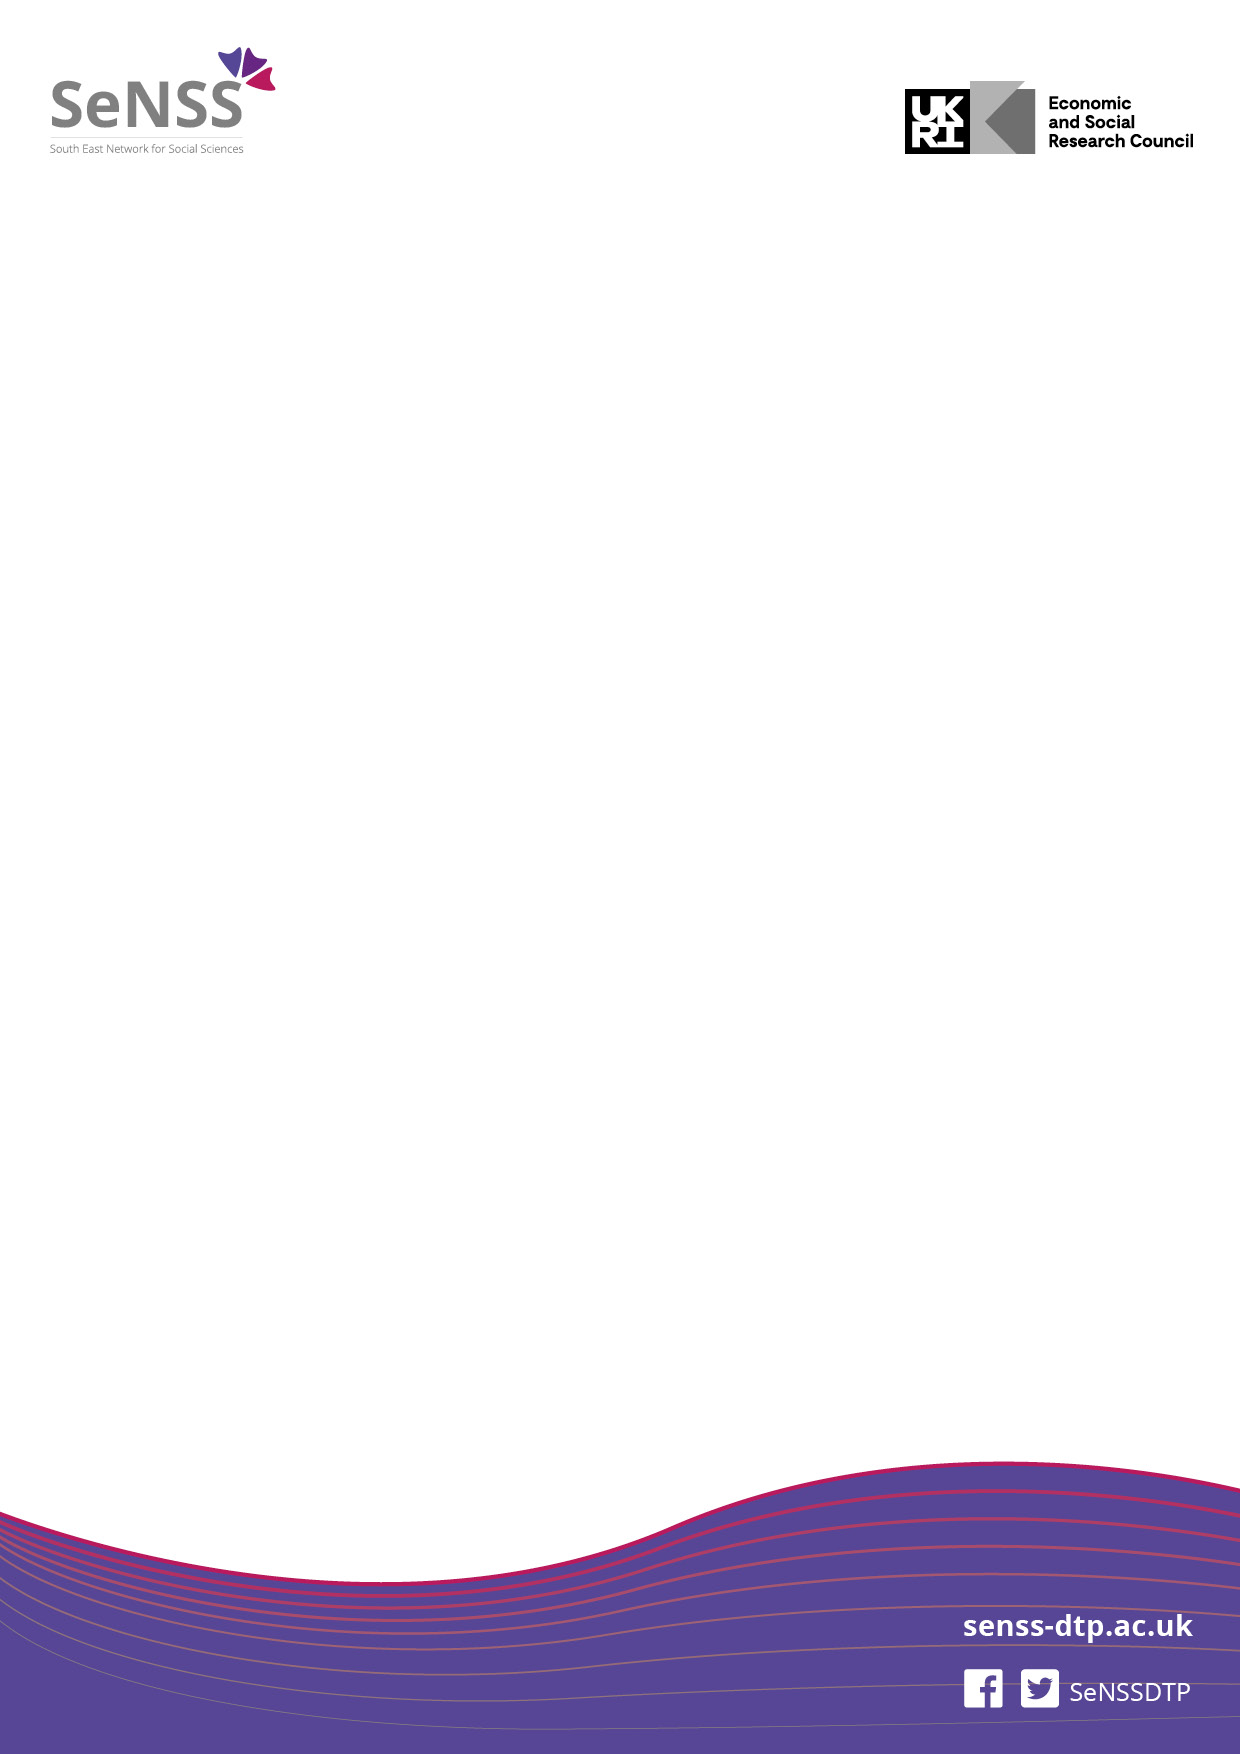 SeNSS
South East Network for Social Sciences
UK
RI
Economic
and Social
Research Council
senss-dtp.ac.uk
SeNSSDTP